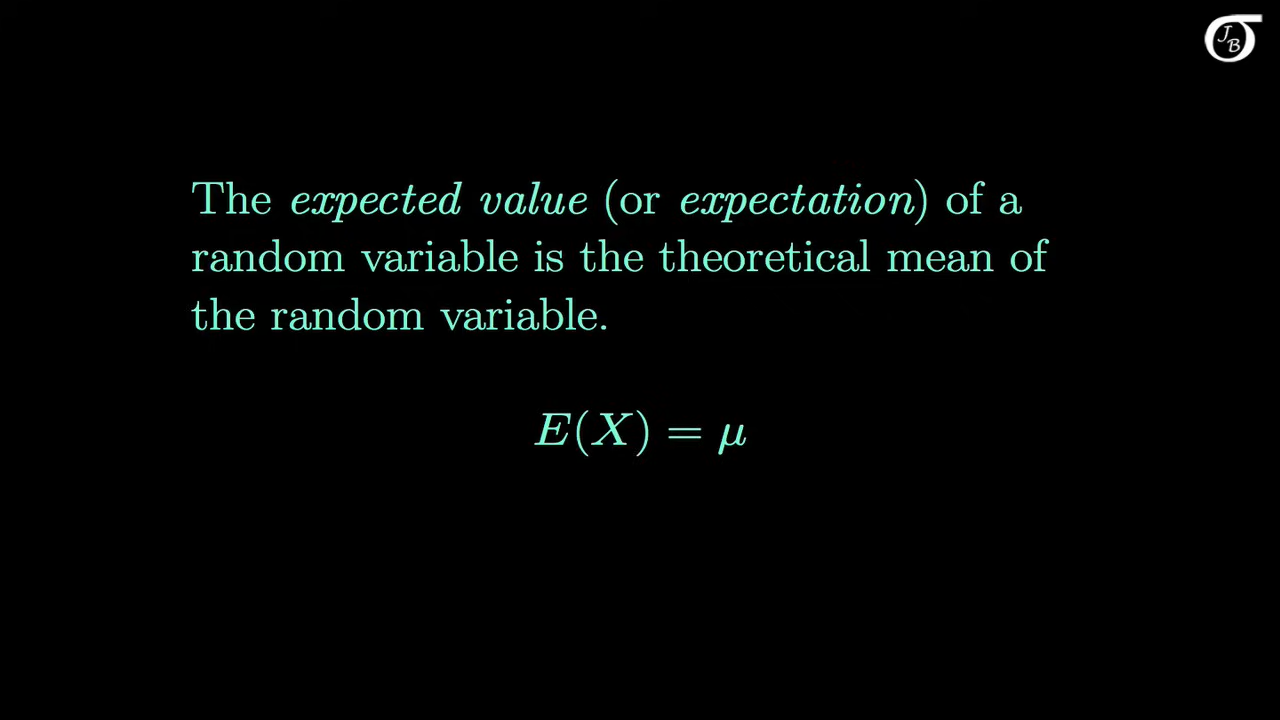 J B
The expected value (or expectation) of a
random variable is the theoretical mean of
the random variable.
E(X) = μ